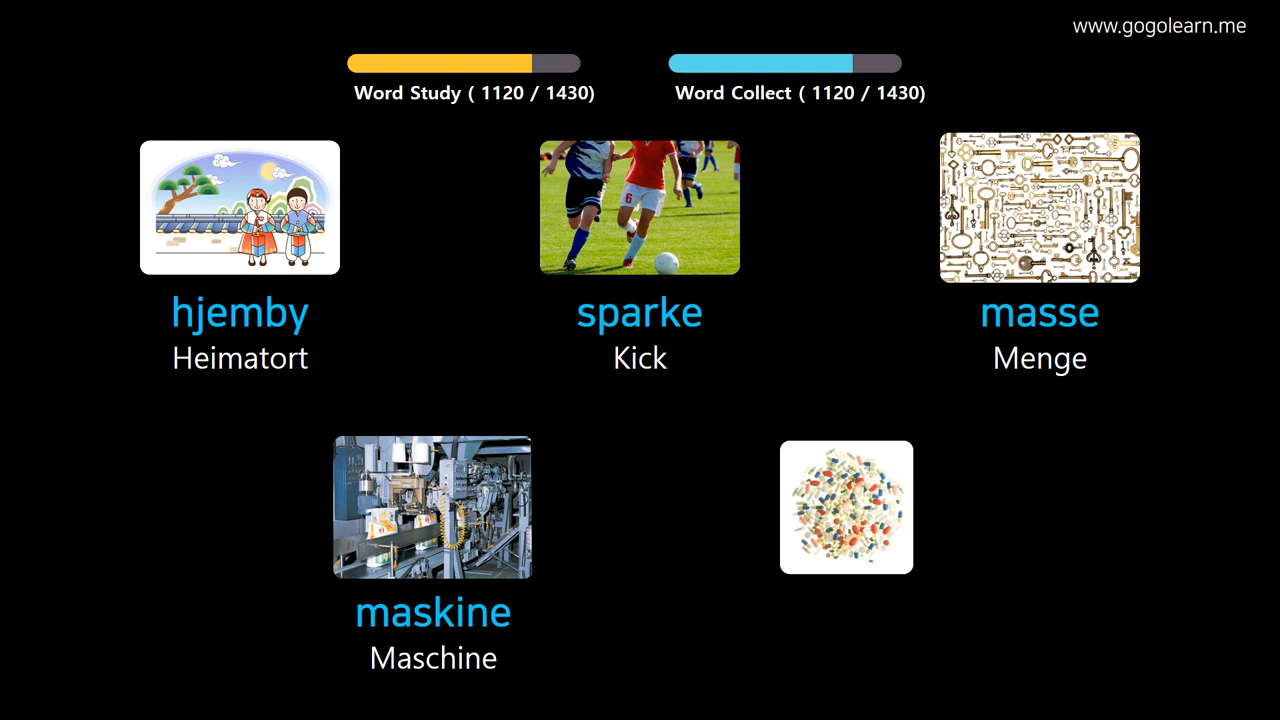 www.gogolearn.me
Word Study ( 1120 / 1430)
Word Collect ( 1120 / 1430)
hjemby
Heimatort
sparke
Kick
masse
Menge
maskine
Maschine